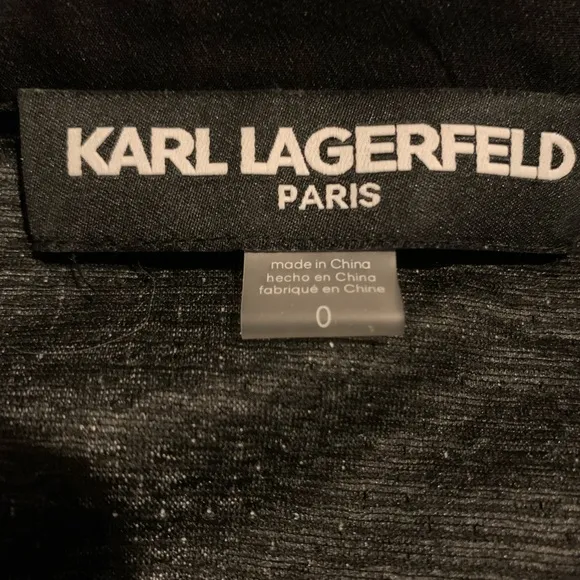 KARL LAGERFELD
PARIS
made in China
hecho en China
fabriqué en Chine
0